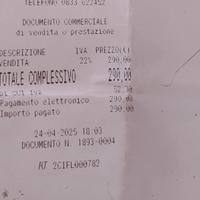 TELEFONO 0833 622452
DOCUMENTO COMMERCIALE
di vendita o prestazione
DESCRIZIONE IVA PREZZO(€)
VENDITA 22% 290,00
TOTALE COMPLESSIVO 290,00
DI CUI IVA 52,30
Pagamento elettronico 290,00
Importo pagato 290,00
24-04-2025 18:03
DOCUMENTO N. 1893-0004
RT 2CIFL000782